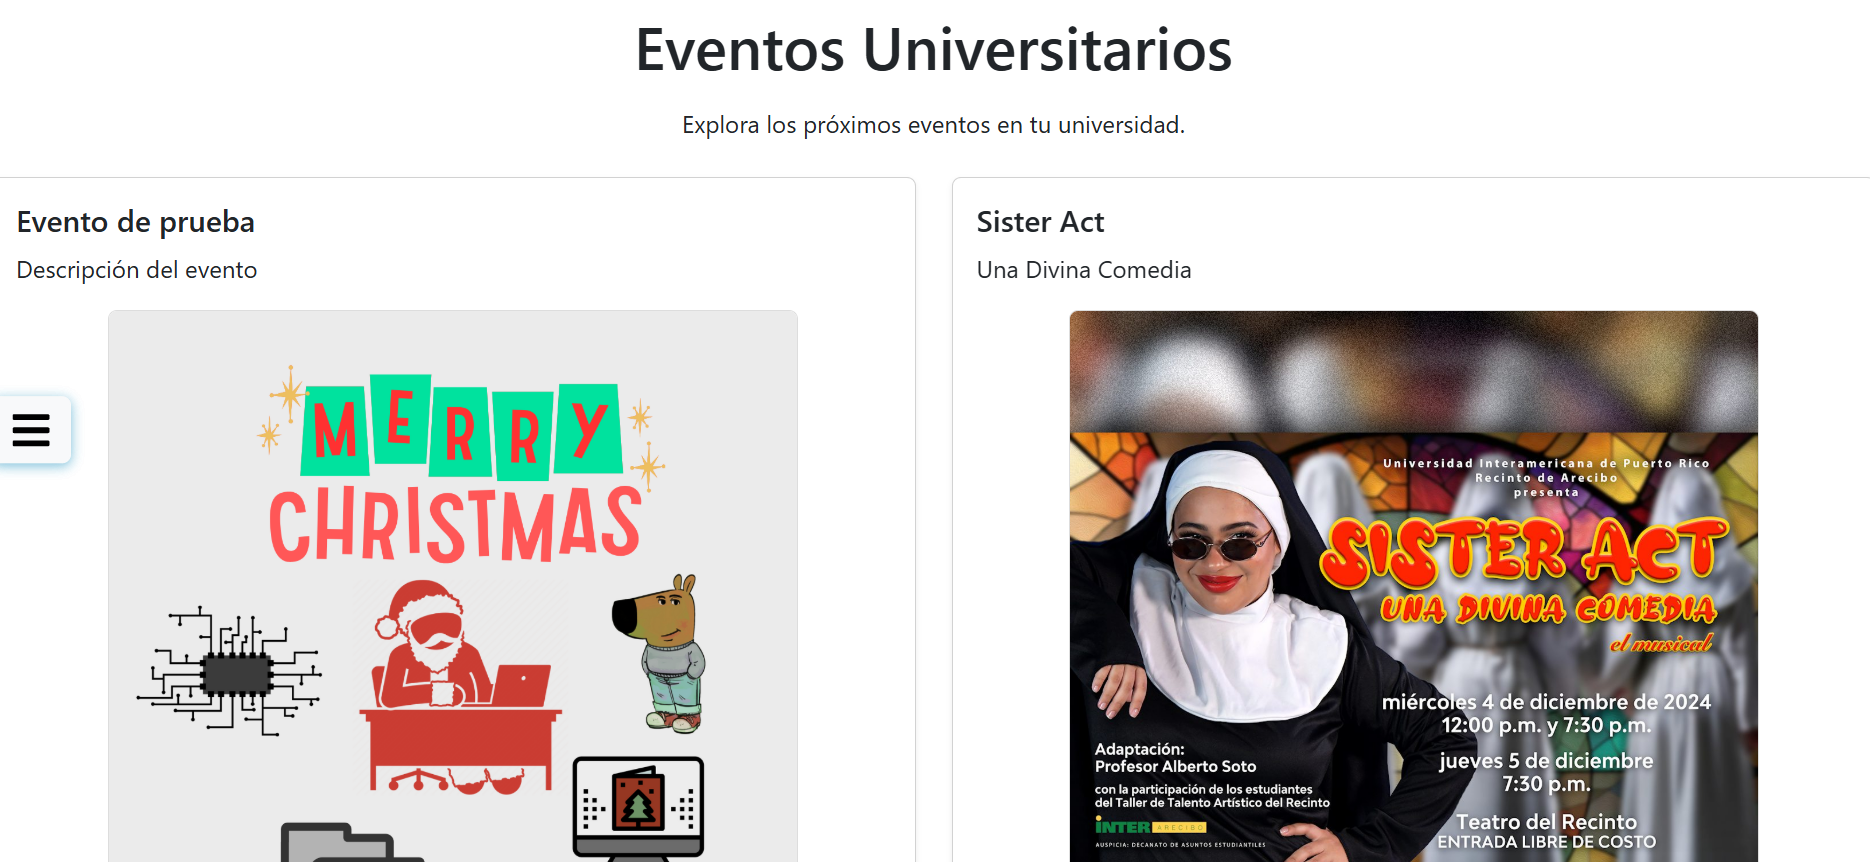 Eventos Universitarios
Explora los próximos eventos en tu universidad.
Evento de prueba
Descripción del evento
MERRY
CHRISTMAS
Sister Act
Una Divina Comedia
Universidad Interamericana de Puerto Rico
Recinto de Arecibo
presenta
SISTER ACT
UNA DIVINA COMEDIA
el musical
miércoles 4 de diciembre de 2024
12:00 p.m. y 7:30 p.m.
jueves 5 de diciembre
7:30 p.m.
Teatro del Recinto
ENTRADA LIBRE DE COSTO
Adaptación:
Profesor Alberto Soto
con la participación de los estudiantes
del Taller de Talento Artístico del Recinto
INTER ARECIBO
AUSPICIA: DECANATO DE ASUNTOS ESTUDIANTILES